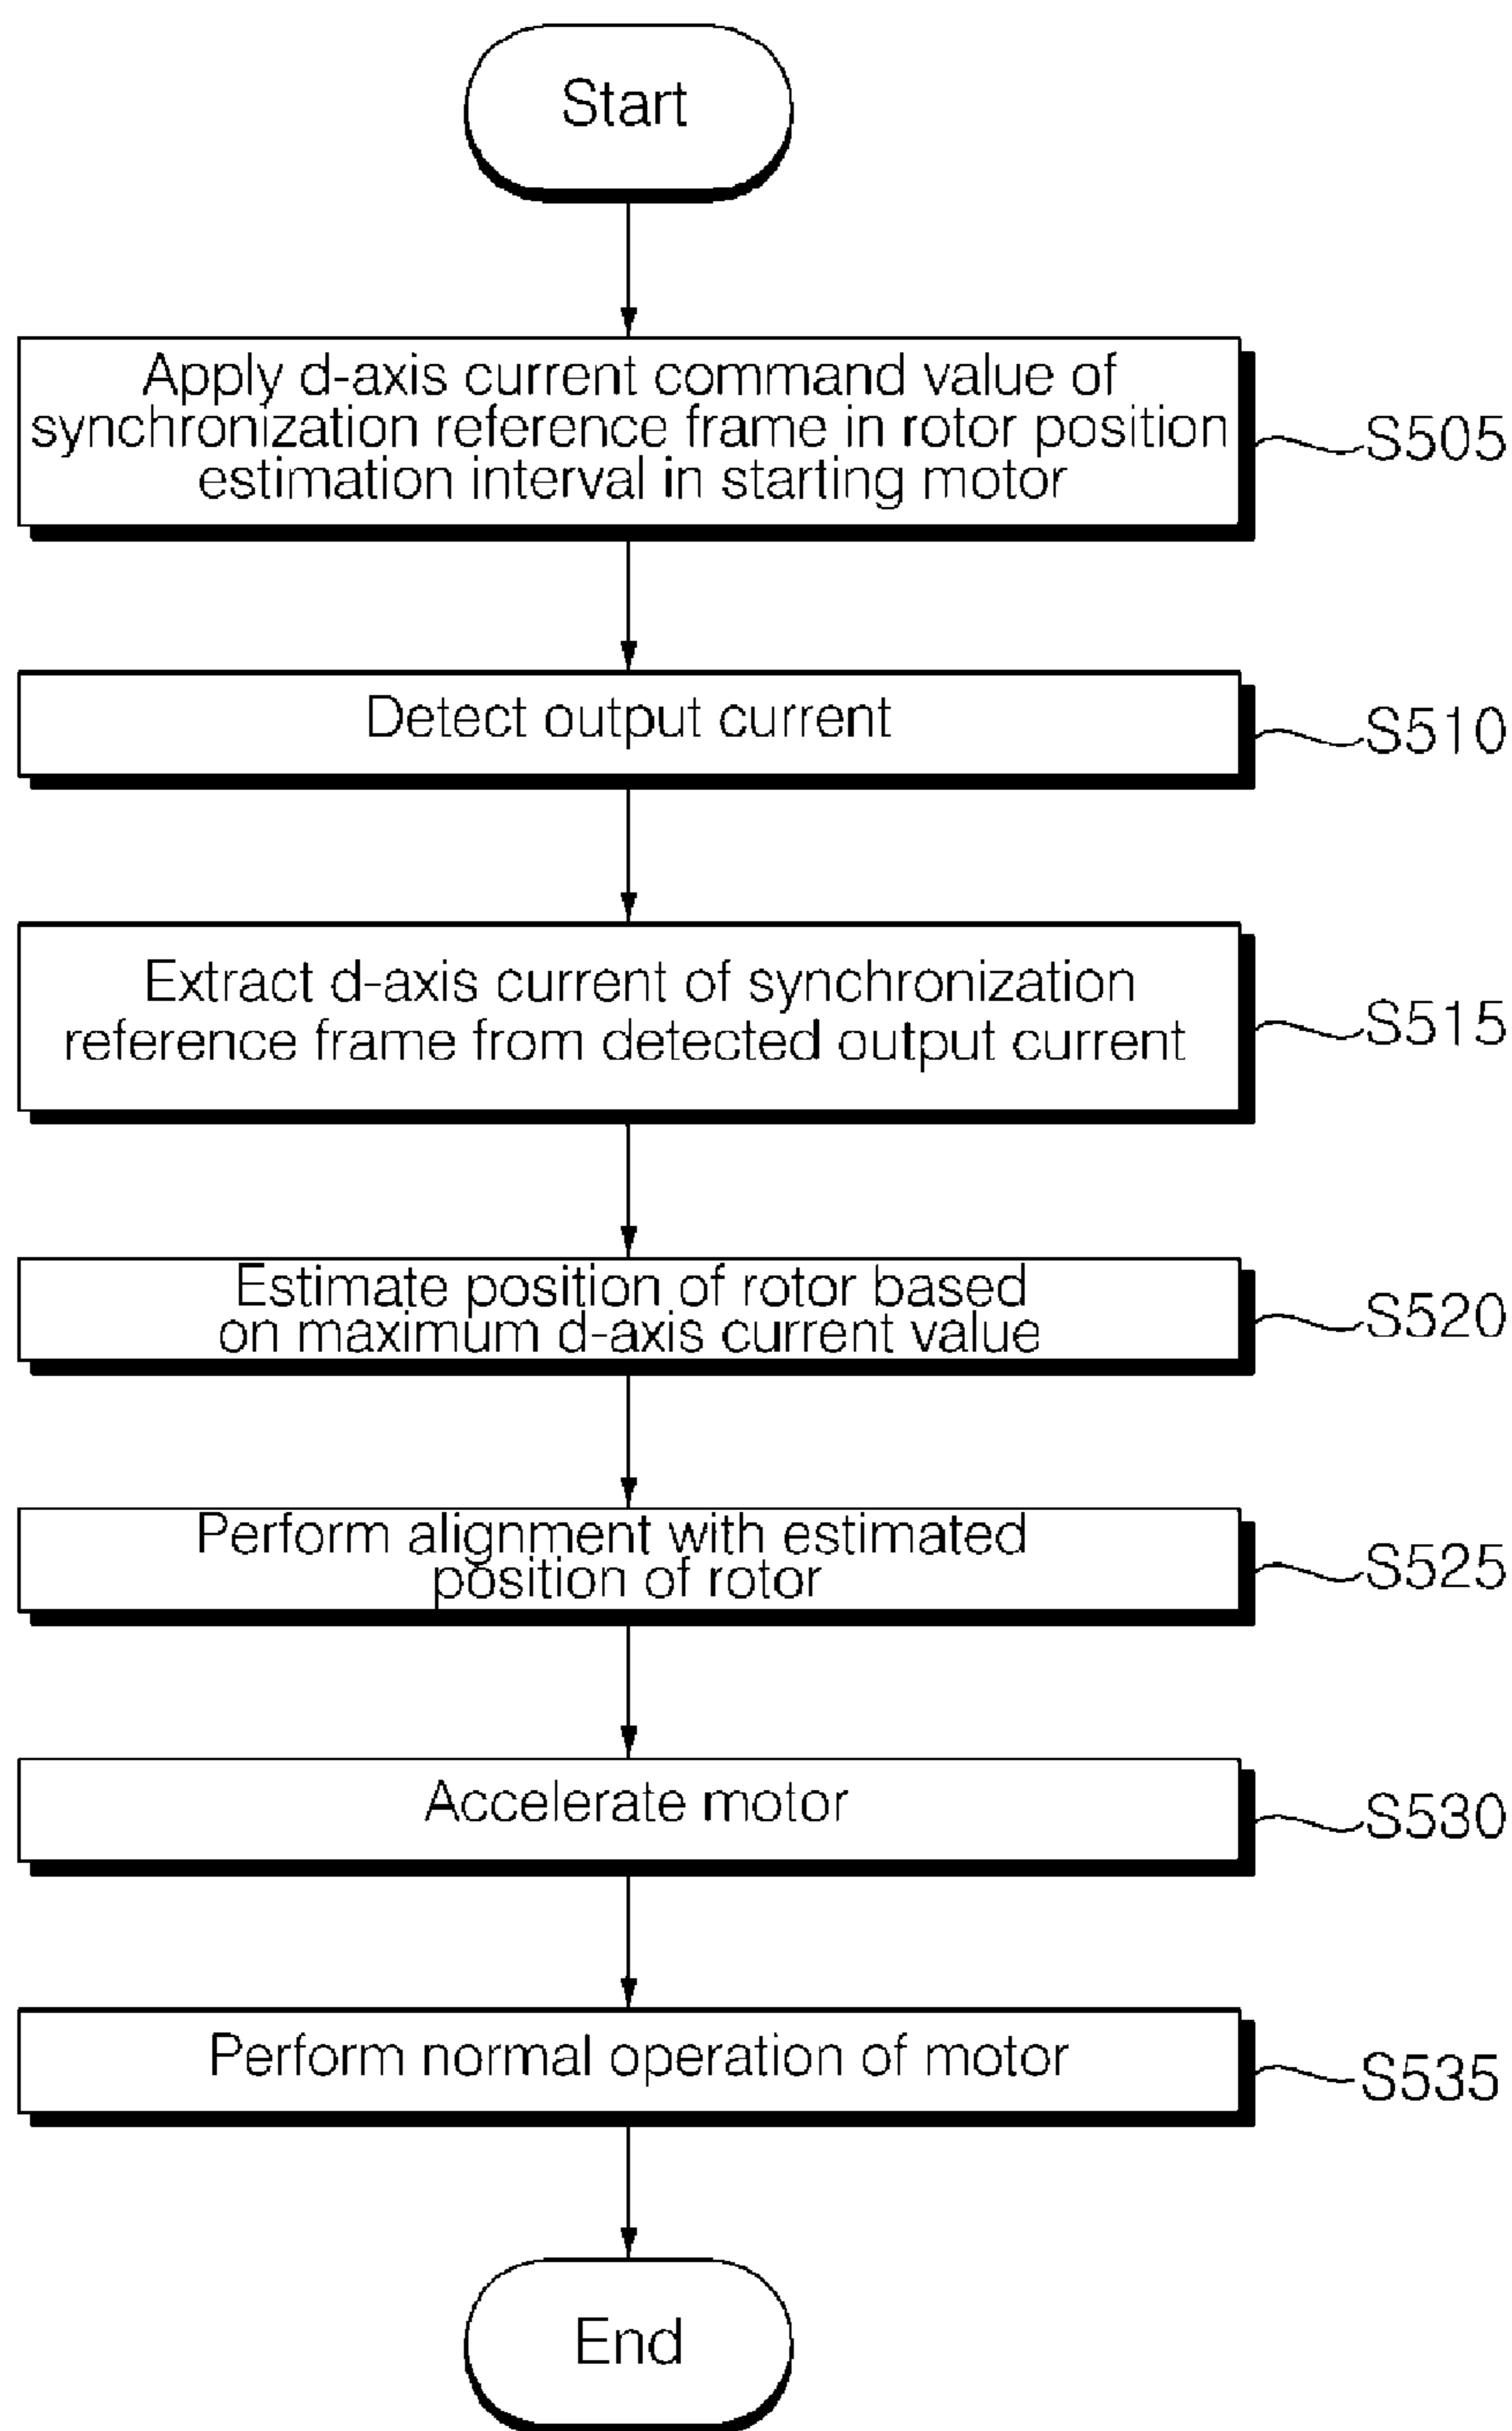 Start
Apply d-axis current command value of
synchronization reference frame in rotor position
estimation interval in starting motor
S505
Detect output current
S510
Extract d-axis current of synchronization
reference frame from detected output current
S515
Estimate position of rotor based
on maximum d-axis current value
S520
Perform alignment with estimated
position of rotor
S525
Accelerate motor
S530
Perform normal operation of motor
S535
End